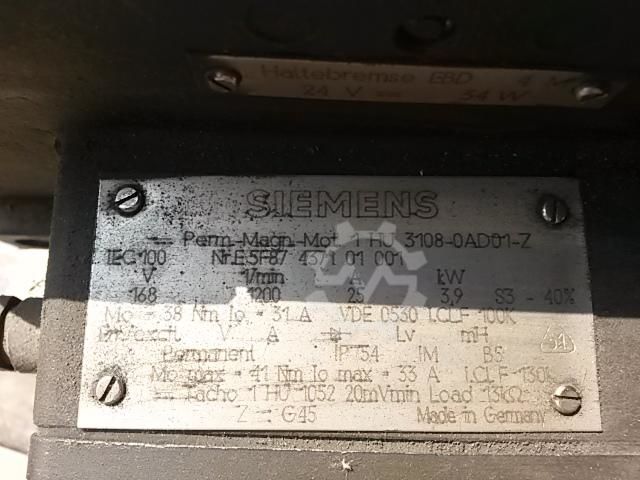 Haltebremse EBD 4 M
24 V = 34 W
SIEMENS
Perm-Magn-Mot. 1 HU 3108-0AD01-Z
IEC 100 Nr.E 5F87 4371 01 001
V 1/min A kW
168 1200 25 3,9 S3 - 40%
Mo = 38 Nm Io = 31 A VDE 0530 I.CL.F 100K
Err/excit V A Lv mH
Permanent IP 54 IM B5
Mo max = 41 Nm Io max = 33 A I.CL F 130K
Tacho 1 HU 1052 20mV/min Load 13kΩ
Z = G45 Made in Germany